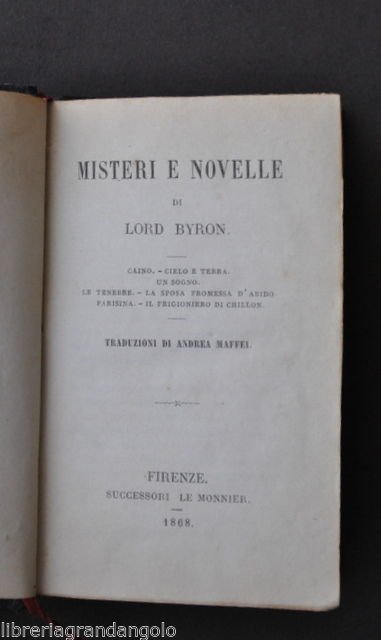 MISTERI E NOVELLE
DI
LORD BYRON.
CAINO. – CIELO E TERRA.
UN SOGNO.
LE TENEBRE. – LA SPOSA PROMESSA D'ABIDO
PARISINA. – IL PRIGIONIERO DI CHILLON.
TRADUZIONI DI ANDREA MAFFEI.
FIRENZE.
SUCCESSORI LE MONNIER.
1868.
libreriagrandangolo